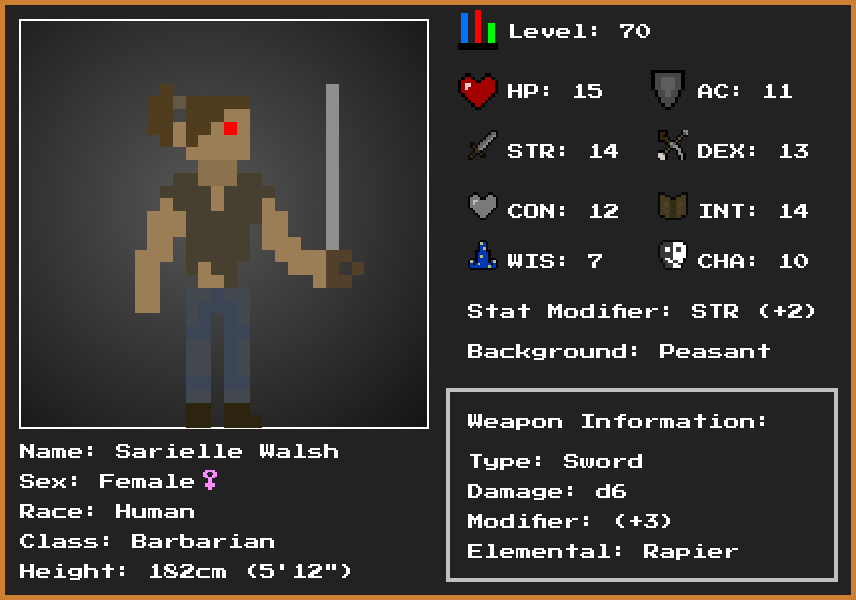 Level: 70
HP: 15
AC: 11
STR: 14
DEX: 13
CON: 12
INT: 14
WIS: 7
CHA: 10
Stat Modifier: STR (+2)
Background: Peasant
Weapon Information:
Type: Sword
Damage: d6
Modifier: (+3)
Elemental: Rapier
Name: Sarielle Walsh
Sex: Female♀
Race: Human
Class: Barbarian
Height: 182cm (5'12")